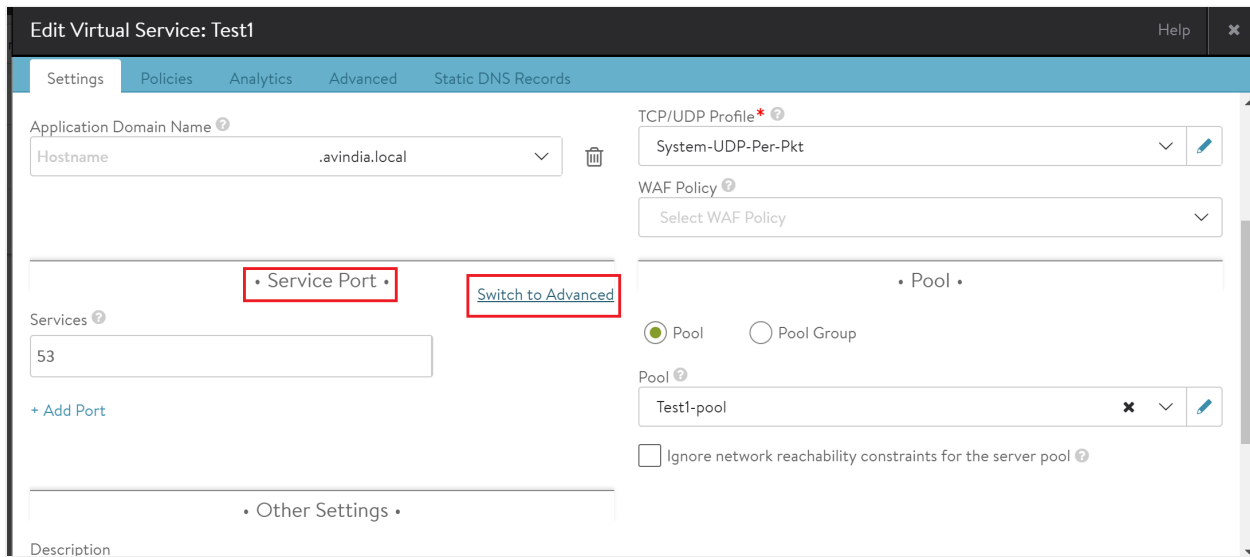 Edit Virtual Service: Test1
Help
Settings Policies Analytics Advanced Static DNS Records
Application Domain Name
Hostname .avindia.local
• Service Port •
Switch to Advanced
Services
53
+ Add Port
• Other Settings •
Description
TCP/UDP Profile*
System-UDP-Per-Pkt
WAF Policy
Select WAF Policy
• Pool •
Pool Pool Group
Pool
Test1-pool
Ignore network reachability constraints for the server pool